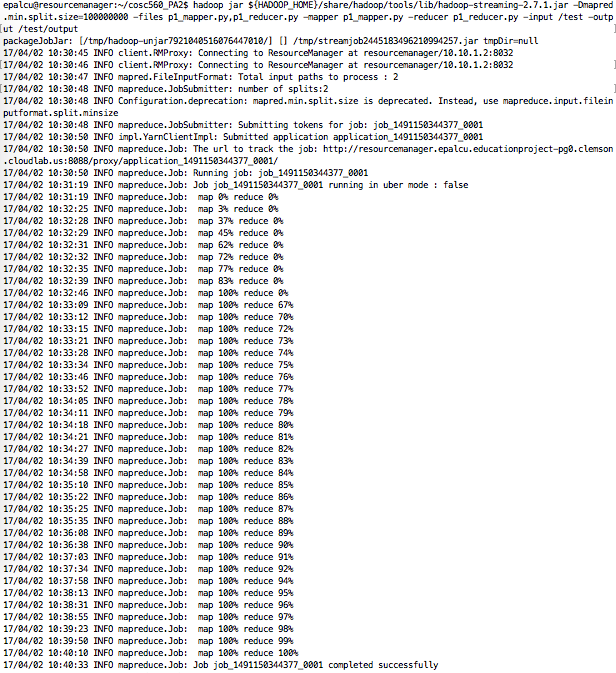 epalcu@resourcemanager:~/cosc560_PA2$ hadoop jar ${HADOOP_HOME}/share/hadoop/tools/lib/hadoop-streaming-2.7.1.jar -Dmapred
.min.split.size=100000000 -files p1_mapper.py,p1_reducer.py -mapper p1_mapper.py -reducer p1_reducer.py -input /test -outp
ut /test/output
packageJobJar: [/tmp/hadoop-unjar7921040516076447010/] [] /tmp/streamjob2445183496210994257.jar tmpDir=null
17/04/02 10:30:45 INFO client.RMProxy: Connecting to ResourceManager at resourcemanager/10.10.1.2:8032
17/04/02 10:30:46 INFO client.RMProxy: Connecting to ResourceManager at resourcemanager/10.10.1.2:8032
17/04/02 10:30:47 INFO mapred.FileInputFormat: Total input paths to process : 2
17/04/02 10:30:48 INFO mapreduce.JobSubmitter: number of splits:2
17/04/02 10:30:48 INFO Configuration.deprecation: mapred.min.split.size is deprecated. Instead, use mapreduce.input.filein
putformat.split.minsize
17/04/02 10:30:48 INFO mapreduce.JobSubmitter: Submitting tokens for job: job_1491150344377_0001
17/04/02 10:30:50 INFO impl.YarnClientImpl: Submitted application application_1491150344377_0001
17/04/02 10:30:50 INFO mapreduce.Job: The url to track the job: http://resourcemanager.epalcu.educationproject-pg0.clemson
.cloudlab.us:8088/proxy/application_1491150344377_0001/
17/04/02 10:30:50 INFO mapreduce.Job: Running job: job_1491150344377_0001
17/04/02 10:31:19 INFO mapreduce.Job: Job job_1491150344377_0001 running in uber mode : false
17/04/02 10:31:19 INFO mapreduce.Job:  map 0% reduce 0%
17/04/02 10:32:25 INFO mapreduce.Job:  map 3% reduce 0%
17/04/02 10:32:28 INFO mapreduce.Job:  map 37% reduce 0%
17/04/02 10:32:29 INFO mapreduce.Job:  map 45% reduce 0%
17/04/02 10:32:31 INFO mapreduce.Job:  map 62% reduce 0%
17/04/02 10:32:32 INFO mapreduce.Job:  map 72% reduce 0%
17/04/02 10:32:35 INFO mapreduce.Job:  map 77% reduce 0%
17/04/02 10:32:39 INFO mapreduce.Job:  map 83% reduce 0%
17/04/02 10:32:46 INFO mapreduce.Job:  map 100% reduce 0%
17/04/02 10:33:09 INFO mapreduce.Job:  map 100% reduce 67%
17/04/02 10:33:12 INFO mapreduce.Job:  map 100% reduce 70%
17/04/02 10:33:15 INFO mapreduce.Job:  map 100% reduce 72%
17/04/02 10:33:21 INFO mapreduce.Job:  map 100% reduce 73%
17/04/02 10:33:28 INFO mapreduce.Job:  map 100% reduce 74%
17/04/02 10:33:34 INFO mapreduce.Job:  map 100% reduce 75%
17/04/02 10:33:46 INFO mapreduce.Job:  map 100% reduce 76%
17/04/02 10:33:52 INFO mapreduce.Job:  map 100% reduce 77%
17/04/02 10:34:05 INFO mapreduce.Job:  map 100% reduce 78%
17/04/02 10:34:11 INFO mapreduce.Job:  map 100% reduce 79%
17/04/02 10:34:18 INFO mapreduce.Job:  map 100% reduce 80%
17/04/02 10:34:21 INFO mapreduce.Job:  map 100% reduce 81%
17/04/02 10:34:27 INFO mapreduce.Job:  map 100% reduce 82%
17/04/02 10:34:39 INFO mapreduce.Job:  map 100% reduce 83%
17/04/02 10:34:58 INFO mapreduce.Job:  map 100% reduce 84%
17/04/02 10:35:10 INFO mapreduce.Job:  map 100% reduce 85%
17/04/02 10:35:22 INFO mapreduce.Job:  map 100% reduce 86%
17/04/02 10:35:25 INFO mapreduce.Job:  map 100% reduce 87%
17/04/02 10:35:35 INFO mapreduce.Job:  map 100% reduce 88%
17/04/02 10:36:08 INFO mapreduce.Job:  map 100% reduce 89%
17/04/02 10:36:38 INFO mapreduce.Job:  map 100% reduce 90%
17/04/02 10:37:03 INFO mapreduce.Job:  map 100% reduce 91%
17/04/02 10:37:34 INFO mapreduce.Job:  map 100% reduce 92%
17/04/02 10:37:58 INFO mapreduce.Job:  map 100% reduce 94%
17/04/02 10:38:13 INFO mapreduce.Job:  map 100% reduce 95%
17/04/02 10:38:31 INFO mapreduce.Job:  map 100% reduce 96%
17/04/02 10:38:55 INFO mapreduce.Job:  map 100% reduce 97%
17/04/02 10:39:23 INFO mapreduce.Job:  map 100% reduce 98%
17/04/02 10:39:50 INFO mapreduce.Job:  map 100% reduce 99%
17/04/02 10:40:10 INFO mapreduce.Job:  map 100% reduce 100%
17/04/02 10:40:33 INFO mapreduce.Job: Job job_1491150344377_0001 completed successfully